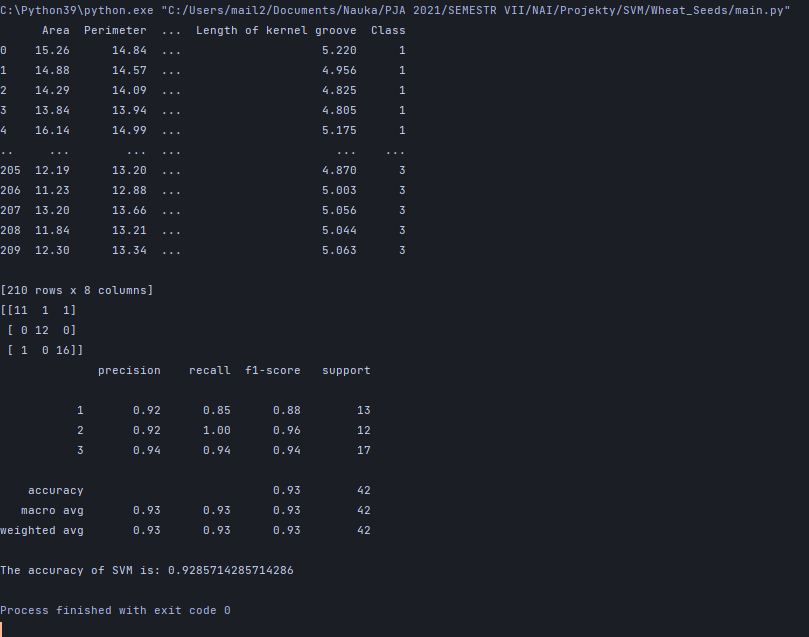 C:\Python39\python.exe "C:/Users/mail2/Documents/Nauka/PJA 2021/SEMESTR VII/NAI/Projekty/SVM/Wheat_Seeds/main.py"
      Area  Perimeter  ...  Length of kernel groove  Class
0    15.26      14.84  ...                    5.220      1
1    14.88      14.57  ...                    4.956      1
2    14.29      14.09  ...                    4.825      1
3    13.84      13.94  ...                    4.805      1
4    16.14      14.99  ...                    5.175      1
..     ...        ...  ...                      ...    ...
205  12.19      13.20  ...                    4.870      3
206  11.23      12.88  ...                    5.003      3
207  13.20      13.66  ...                    5.056      3
208  11.84      13.21  ...                    5.044      3
209  12.30      13.34  ...                    5.063      3
[210 rows x 8 columns]
[[11  1  1]
 [ 0 12  0]
 [ 1  0 16]]
              precision    recall  f1-score   support
           1       0.92      0.85      0.88        13
           2       0.92      1.00      0.96        12
           3       0.94      0.94      0.94        17
    accuracy                           0.93        42
   macro avg       0.93      0.93      0.93        42
weighted avg       0.93      0.93      0.93        42
The accuracy of SVM is: 0.9285714285714286
Process finished with exit code 0